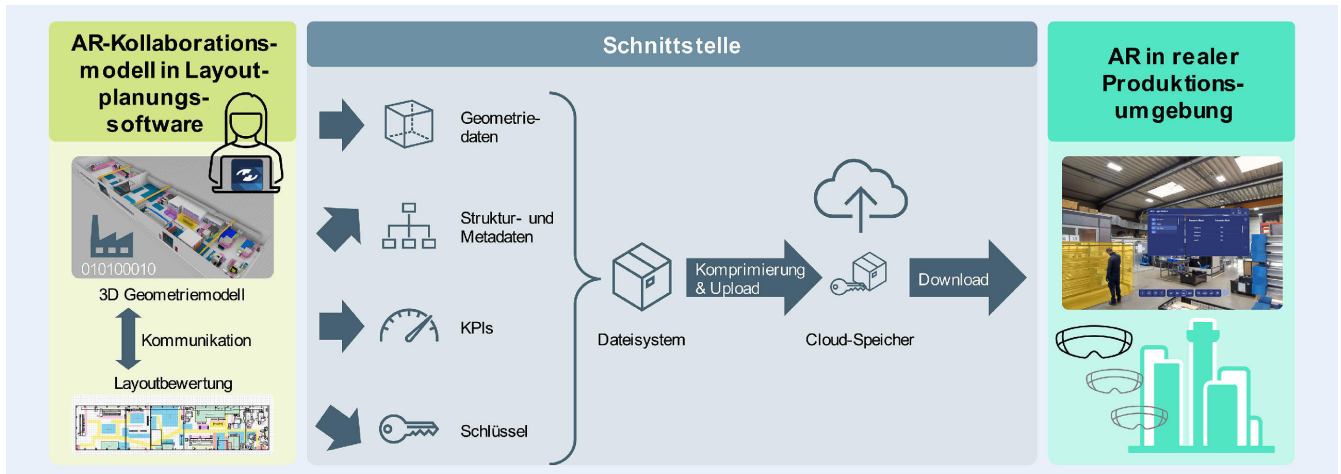 AR-Kollaborations-
modell in Layout-
planungs-
software
010100010
3D Geometriemodell
Kommunikation
Layoutbewertung
Schnittstelle
Geometrie-
daten
Struktur- und
Metadaten
KPIs
Schlüssel
Dateisystem
Komprimierung
& Upload
Cloud-Speicher
Download
AR in realer
Produktions-
umgebung